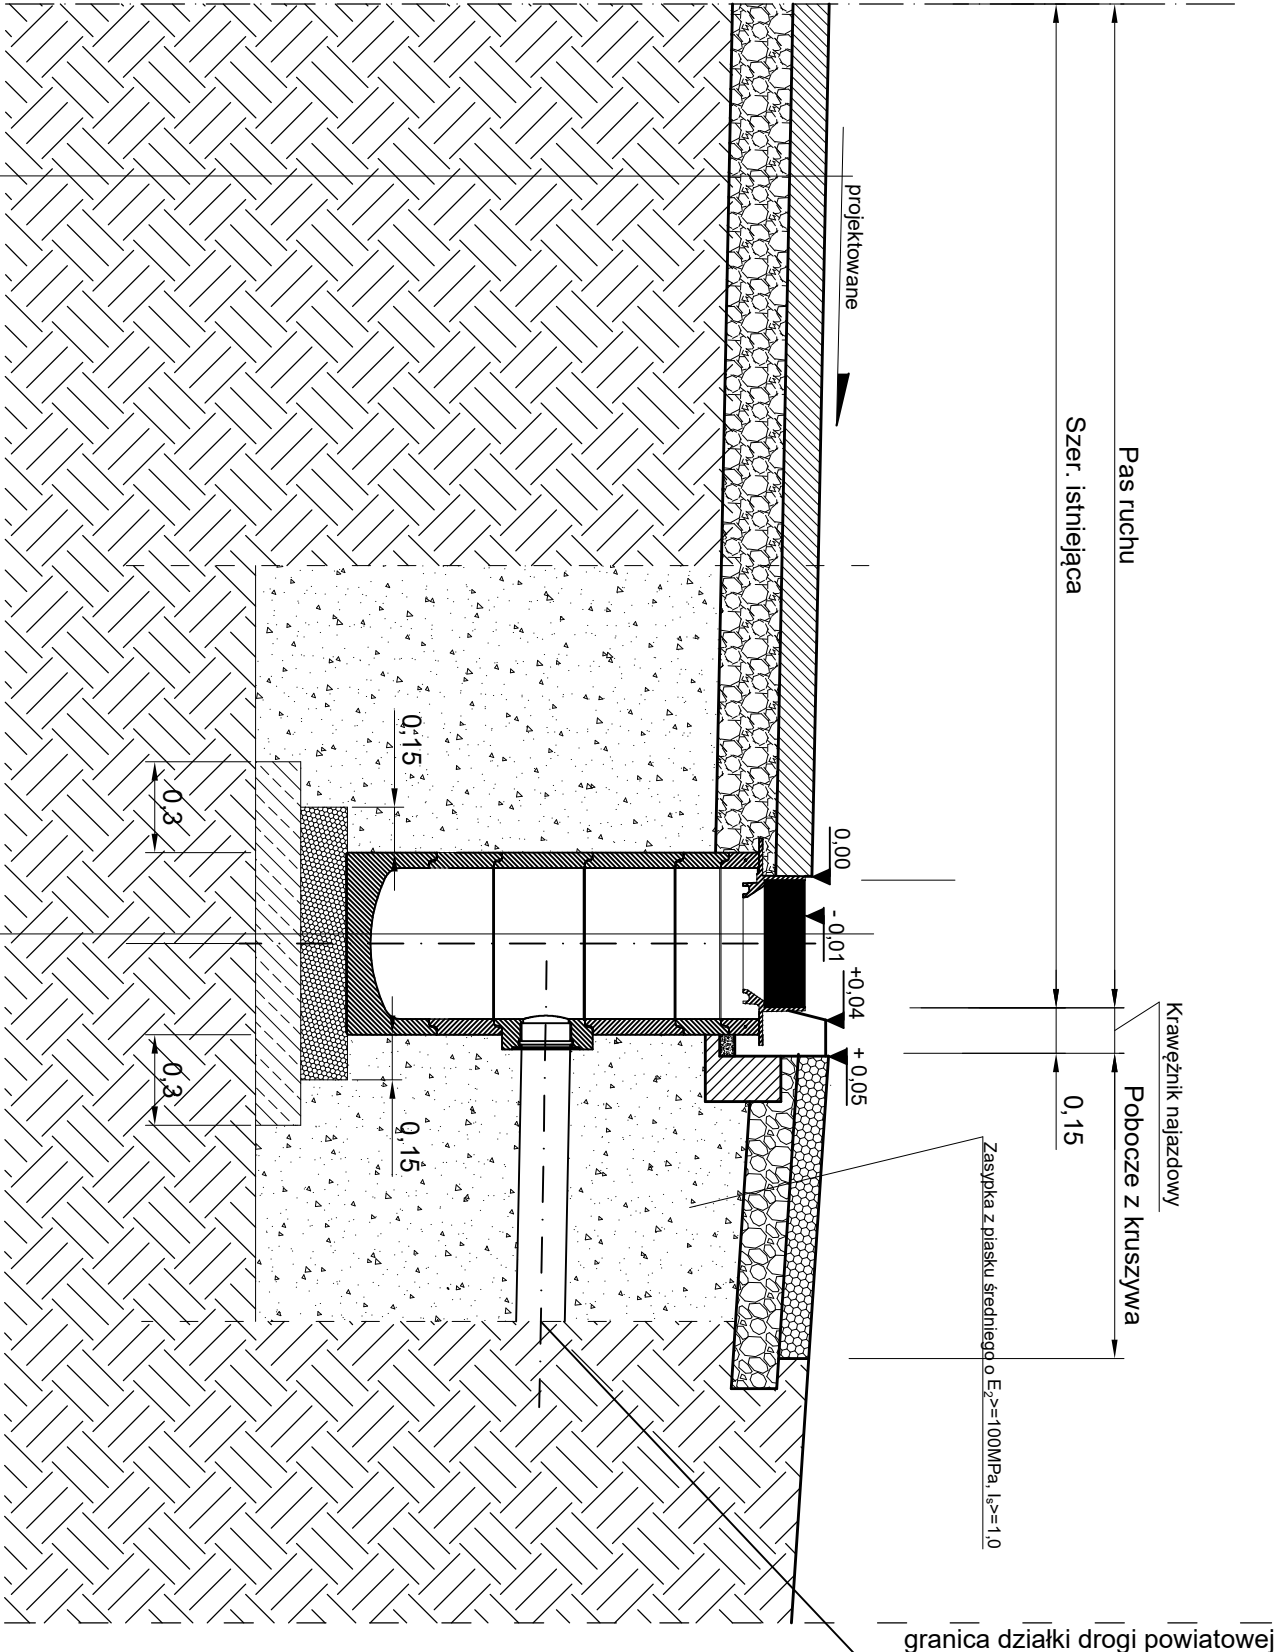 Pas ruchu
Szer. istniejąca
projektowane
Krawężnik najazdowy
Pobocze z kruszywa
0,15
0,00
- 0,01
+0,04
+ 0,05
Zasypka z piasku średniego o E₂>=100MPa, Iₛ>=1,0
0,15
0,3
0,15
0,3
granica działki drogi powiatowej